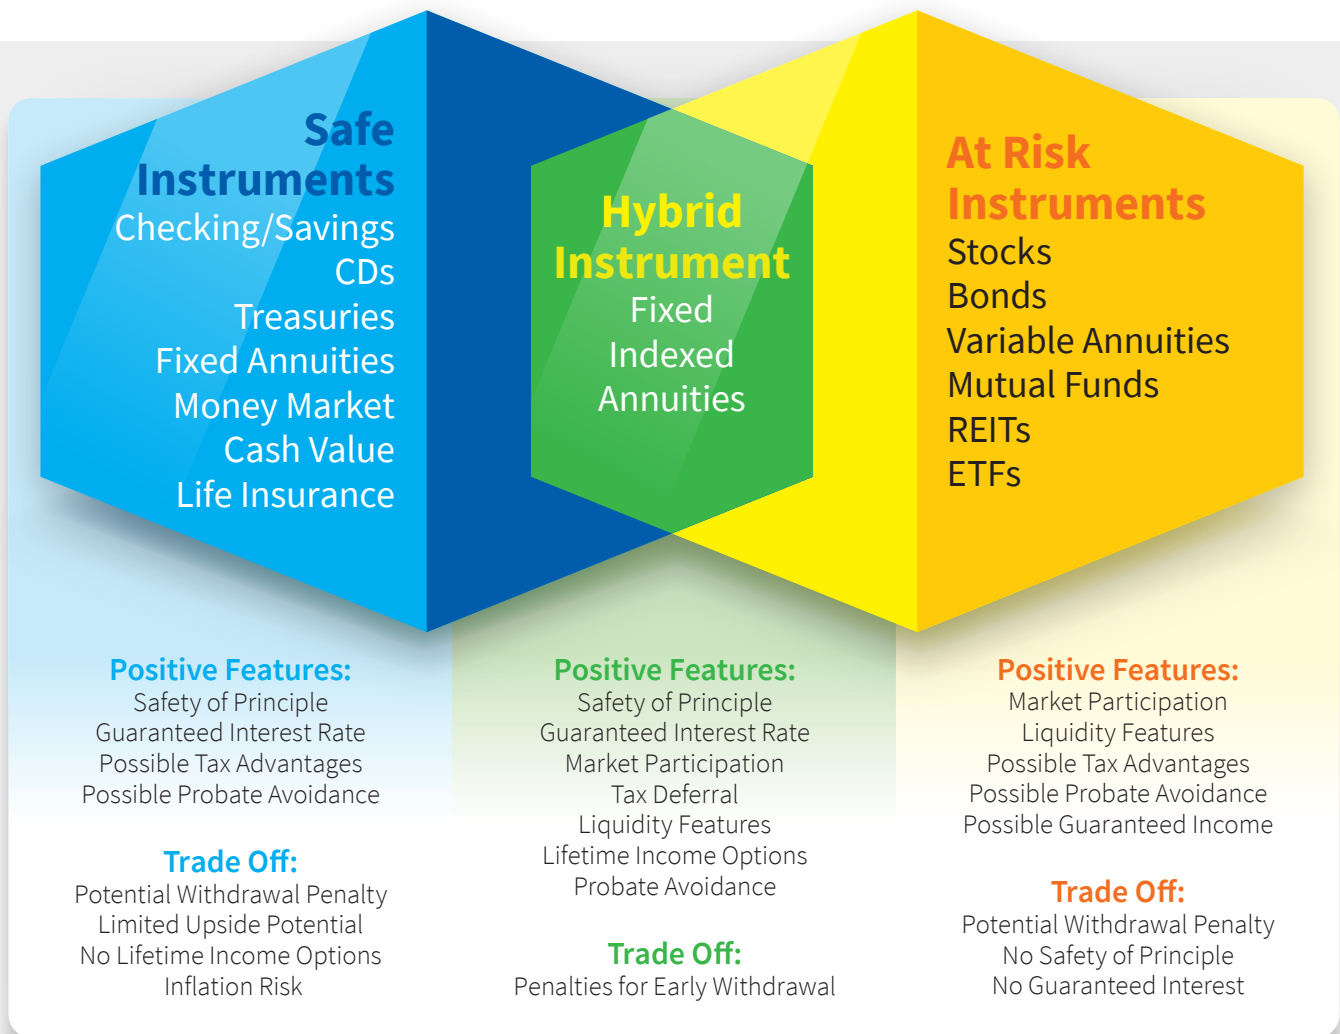 Safe
Instruments
Checking/Savings
CDs
Treasuries
Fixed Annuities
Money Market
Cash Value
Life Insurance
Hybrid
Instrument
Fixed
Indexed
Annuities
At Risk
Instruments
Stocks
Bonds
Variable Annuities
Mutual Funds
REITs
ETFs
Positive Features:
Safety of Principle
Guaranteed Interest Rate
Possible Tax Advantages
Possible Probate Avoidance
Trade Off:
Potential Withdrawal Penalty
Limited Upside Potential
No Lifetime Income Options
Inflation Risk
Positive Features:
Safety of Principle
Guaranteed Interest Rate
Market Participation
Tax Deferral
Liquidity Features
Lifetime Income Options
Probate Avoidance
Trade Off:
Penalties for Early Withdrawal
Positive Features:
Market Participation
Liquidity Features
Possible Tax Advantages
Possible Probate Avoidance
Possible Guaranteed Income
Trade Off:
Potential Withdrawal Penalty
No Safety of Principle
No Guaranteed Interest